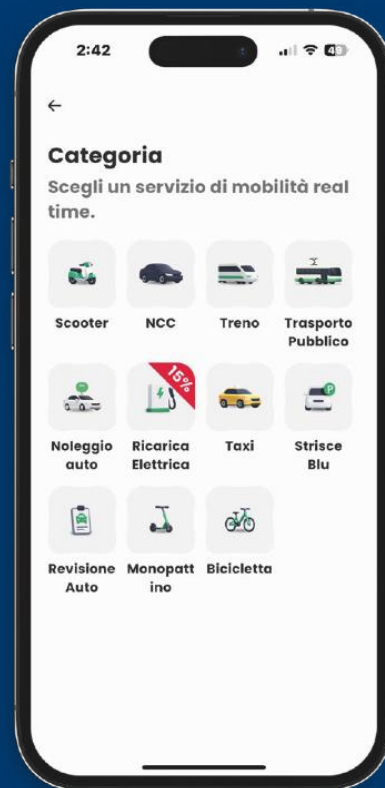 2:42
49
Categoria
Scegli un servizio di mobilità real
time.
Scooter
NCC
Treno
Trasporto
Pubblico
15%
P
Noleggio
auto
Ricarica
Elettrica
Taxi
Strisce
Blu
Revisione
Auto
Monopatt
ino
Bicicletta